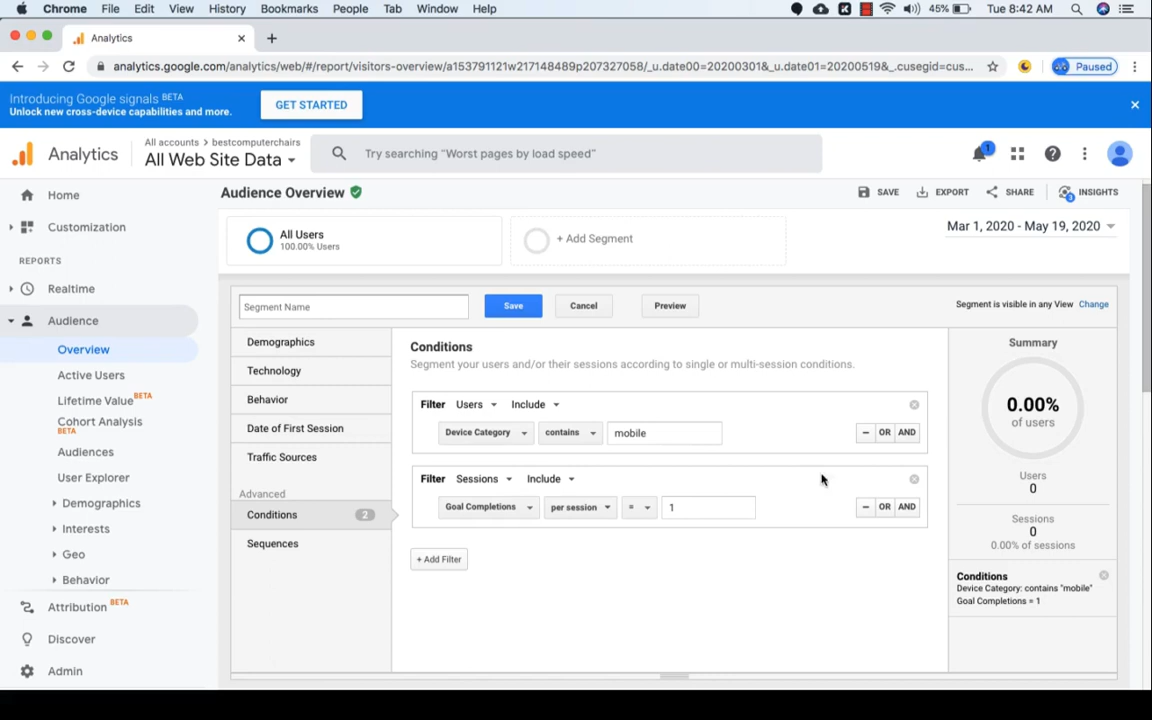 Chrome File Edit View History Bookmarks People Tab Window Help 45% Tue 8:42 AM
Analytics
analytics.google.com/analytics/web/#/report/visitors-overview/a153791121w217148489p207327058/_u.date00=20200301&_u.date01=20200519&_.cusegid=cus... Paused
Introducing Google signals BETA
Unlock new cross-device capabilities and more.
GET STARTED
Analytics
All accounts > bestcomputerchairs
All Web Site Data
Try searching "Worst pages by load speed"
1
Home
Customization
REPORTS
Realtime
Audience
Overview
Active Users
Lifetime Value BETA
Cohort Analysis
BETA
Audiences
User Explorer
Demographics
Interests
Geo
Behavior
Attribution BETA
Discover
Admin
Audience Overview
SAVE EXPORT SHARE 3 INSIGHTS
All Users
100.00% Users
+ Add Segment
Mar 1, 2020 - May 19, 2020
Segment Name
Save Cancel Preview
Segment is visible in any View Change
Demographics
Technology
Behavior
Date of First Session
Traffic Sources
Advanced
Conditions 2
Sequences
Conditions
Segment your users and/or their sessions according to single or multi-session conditions.
Filter Users Include
Device Category contains mobile – OR AND
Filter Sessions Include
Goal Completions per session = 1 – OR AND
+ Add Filter
Summary
0.00%
of users
Users
0
Sessions
0
0.00% of sessions
Conditions
Device Category: contains "mobile"
Goal Completions = 1